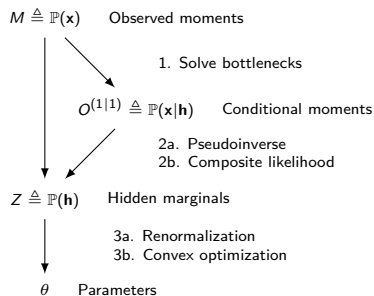 M ≜ ℙ(x) Observed moments
1. Solve bottlenecks
O^(1|1) ≜ ℙ(x|h) Conditional moments
2a. Pseudoinverse
2b. Composite likelihood
Z ≜ ℙ(h) Hidden marginals
3a. Renormalization
3b. Convex optimization
θ Parameters